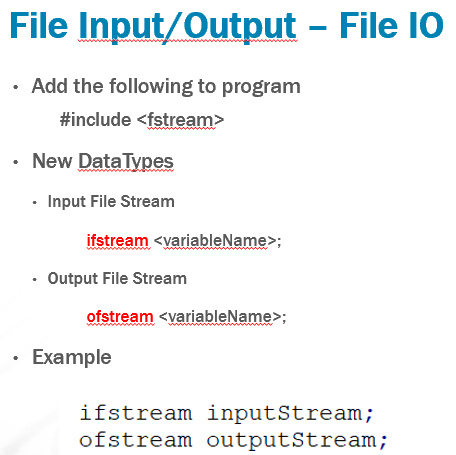 File Input/Output – File IO
• Add the following to program
#include <fstream>
• New DataTypes
• Input File Stream
ifstream <variableName>;
• Output File Stream
ofstream <variableName>;
• Example
ifstream inputStream;
ofstream outputStream;